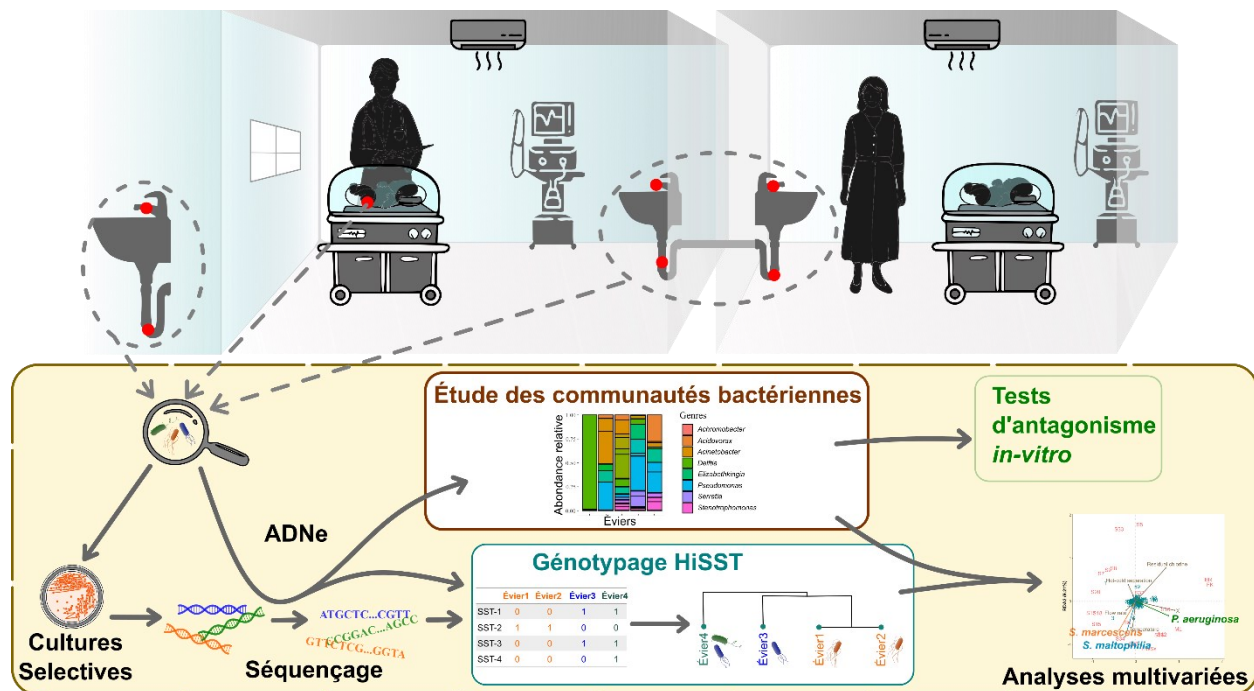 Étude des communautés bactériennes
Abondance relative
Genres
Achromobacter
Acidovorax
Acinetobacter
Delftia
Elizabethkingia
Pseudomonas
Serratia
Stenotrophomonas
Éviers
Tests
d'antagonisme
in-vitro
ADNe
Cultures
Selectives
ATGCTC...CGTT
GCGGAC...AGCC
GTTCTCG...GGTA
Séquençage
Génotypage HiSST
Évier1 Évier2 Évier3 Évier4
SST-1 0 0 1 1
SST-2 1 1 0 0
SST-3 0 0 1 1
SST-4 0 0 0 1
Évier4
Évier3
Évier1
Évier2
P. aeruginosa
S. marcescens
S. maltophilia
Analyses multivariées